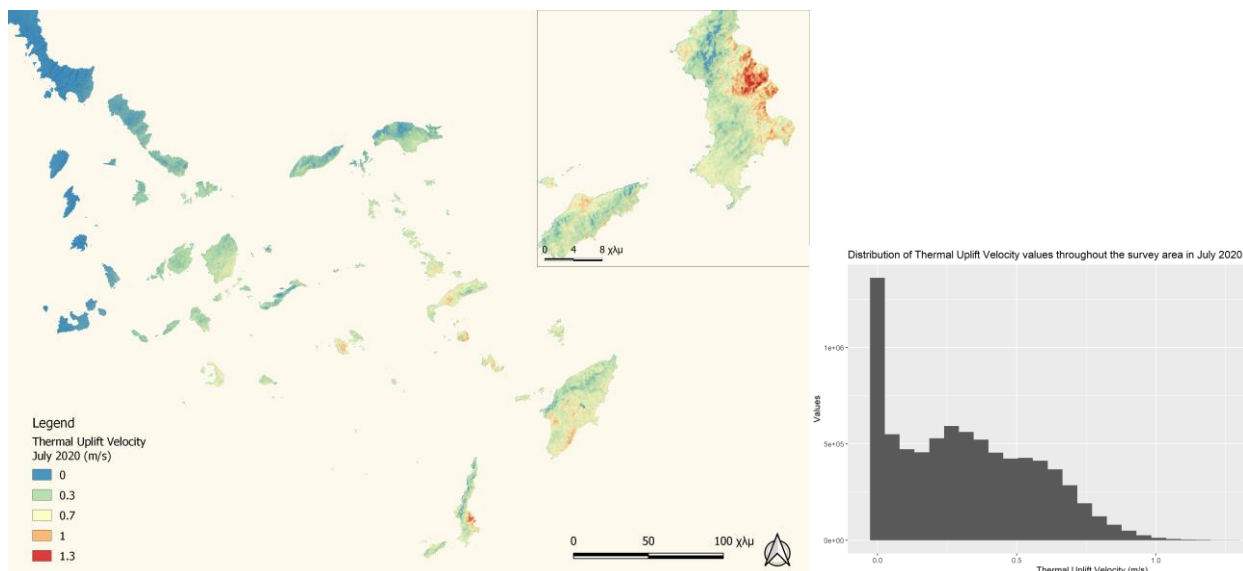 0 4 8 χλμ
Legend
Thermal Uplift Velocity
July 2020 (m/s)
0
0.3
0.7
1
1.3
0 50 100 χλμ
Distribution of Thermal Uplift Velocity values throughout the survey area in July 2020
Values
1e+06
5e+05
0e+00
0.0 0.5 1.0
Thermal Uplift Velocity (m/s)